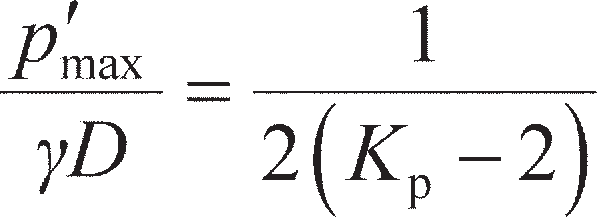 p′max / γD = 1 / 2(Kp − 2)